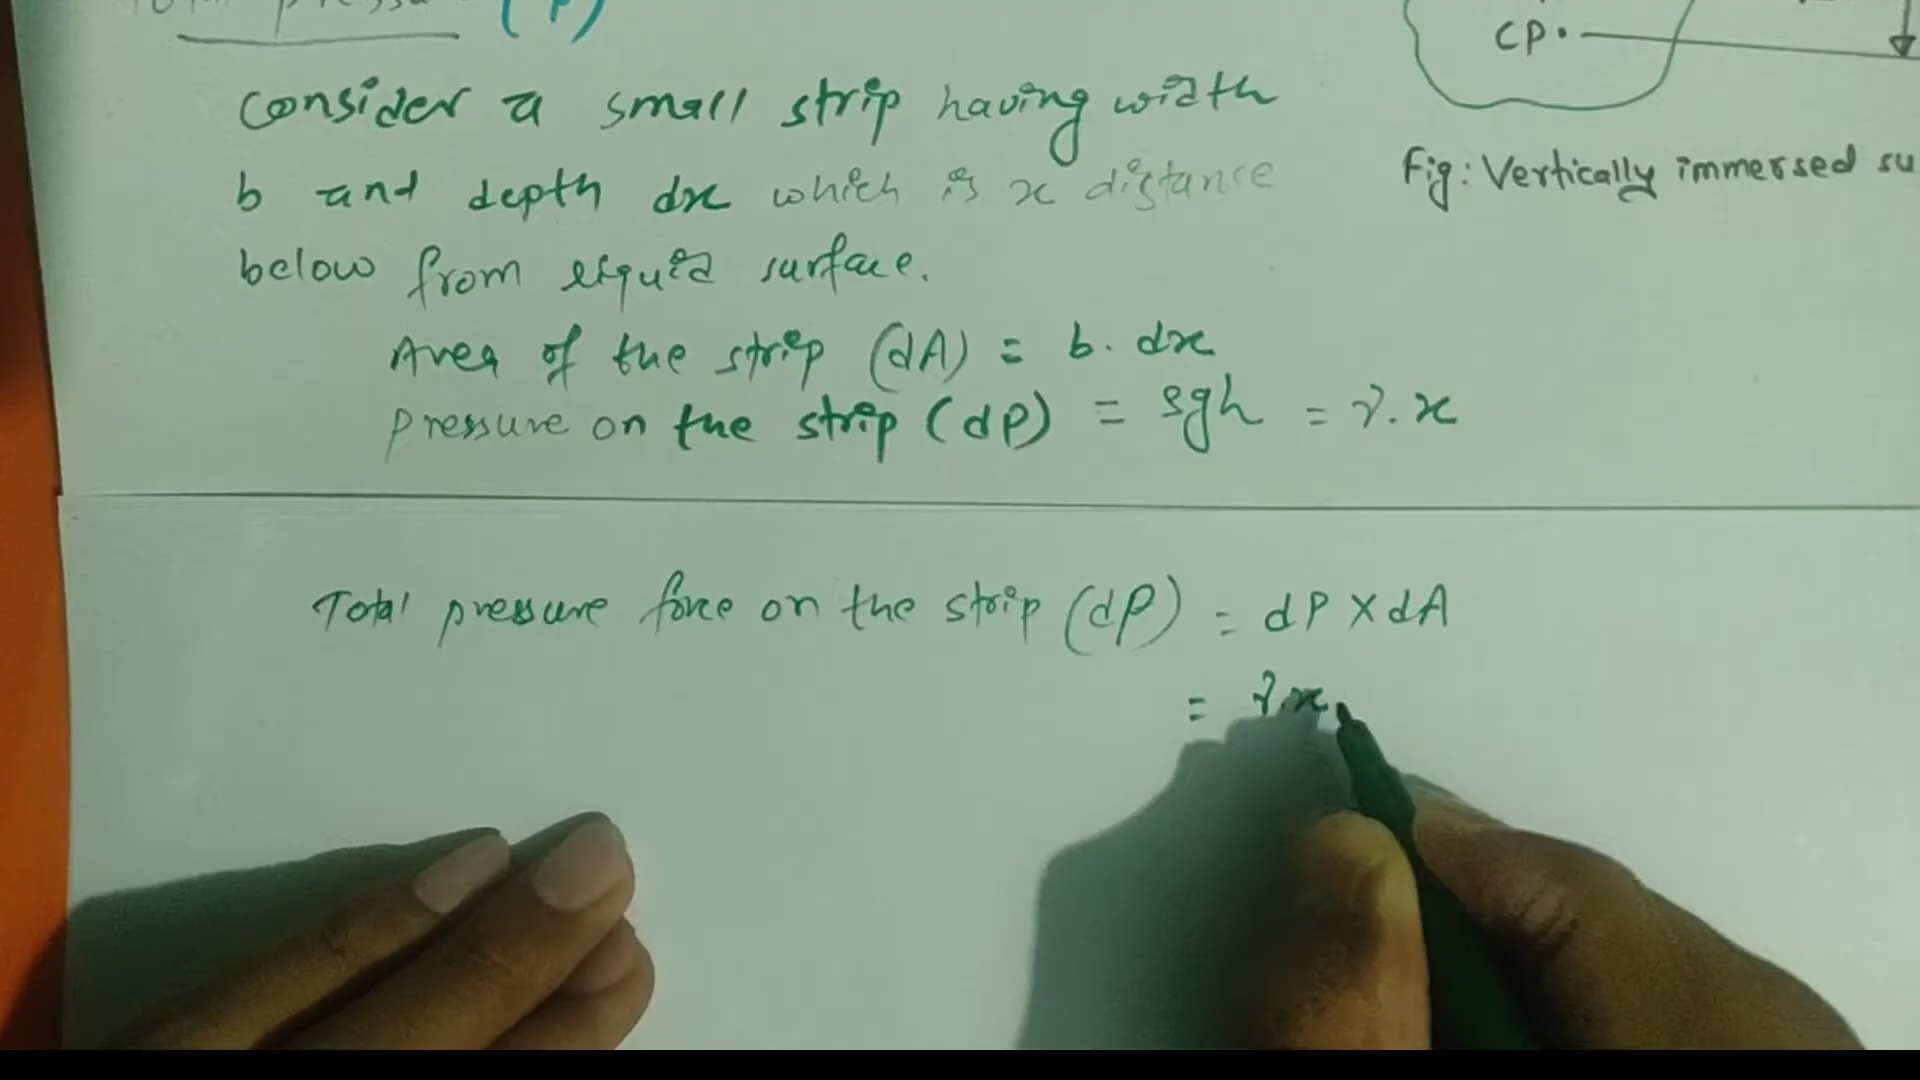 Total pressu (P)
CP.
Consider a small strip having width
b and depth dx which is x distance
below from liquid surface.
Fig: Vertically immersed su
Area of the strip (dA) = b. dx
Pressure on the strip (dP) = ρgh = γ.x
Total pressure force on the strip (dP) = dP X dA
= γ.x.